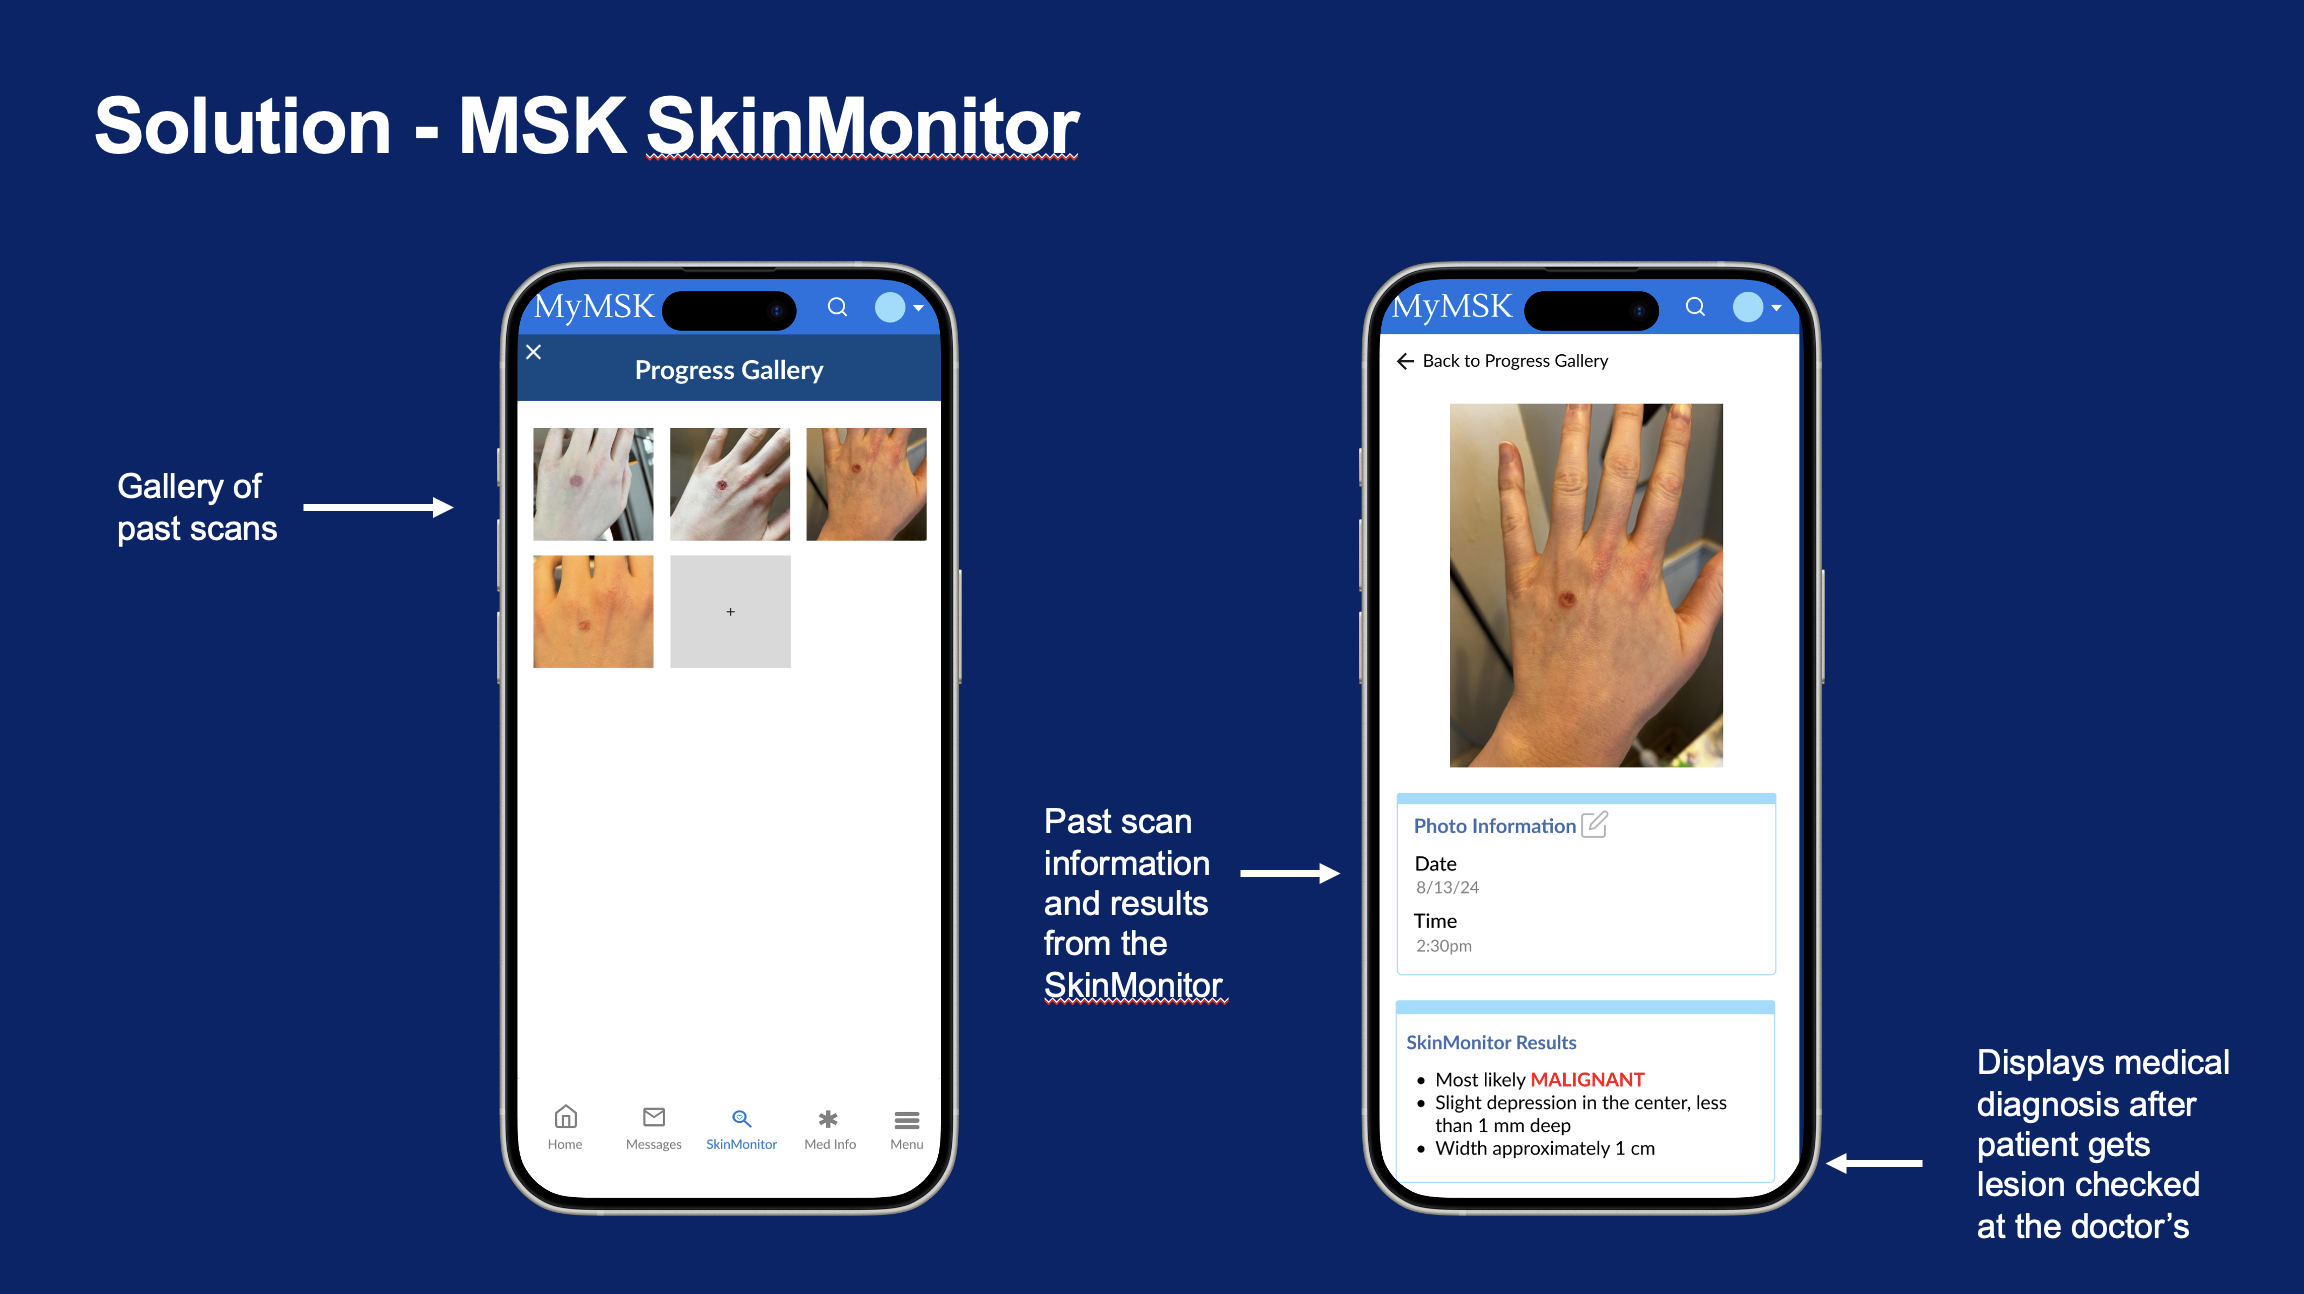 Solution - MSK SkinMonitor
Gallery of
past scans
MyMSK
Progress Gallery
+
Home
Messages
SkinMonitor
Med Info
Menu
Past scan
information
and results
from the
SkinMonitor
MyMSK
Back to Progress Gallery
Photo Information
Date
8/13/24
Time
2:30pm
SkinMonitor Results
• Most likely MALIGNANT
• Slight depression in the center, less
than 1 mm deep
• Width approximately 1 cm
Displays medical
diagnosis after
patient gets
lesion checked
at the doctor’s